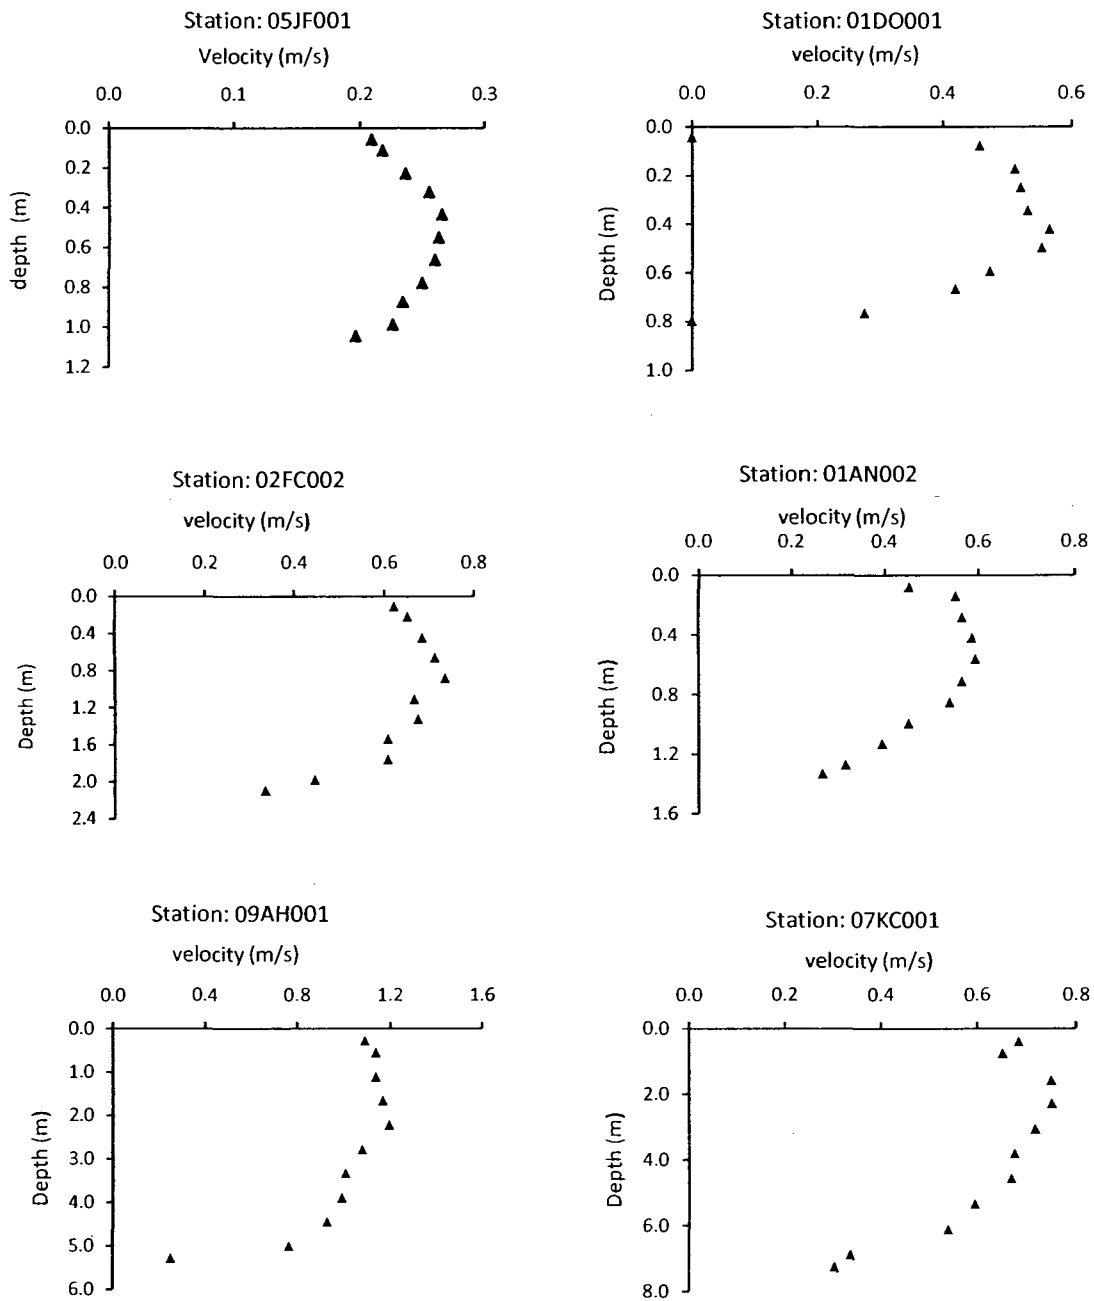 Station: 05JF001
Velocity (m/s)
0.0 0.1 0.2 0.3
depth (m)
0.0
0.2
0.4
0.6
0.8
1.0
1.2
Station: 01DO001
velocity (m/s)
0.0 0.2 0.4 0.6
Depth (m)
0.0
0.2
0.4
0.6
0.8
1.0
Station: 02FC002
velocity (m/s)
0.0 0.4 0.6 0.8
Depth (m)
0.0
0.4
0.8
1.2
1.6
2.0
2.4
Station: 01AN002
velocity (m/s)
0.0 0.2 0.4 0.6 0.8
Depth (m)
0.0
0.4
0.8
1.2
1.6
Station: 09AH001
velocity (m/s)
0.0 0.4 0.8 1.2 1.6
Depth (m)
0.0
1.0
2.0
3.0
4.0
5.0
6.0
Station: 07KC001
velocity (m/s)
0.0 0.2 0.4 0.6 0.8
Depth (m)
0.0
2.0
4.0
6.0
8.0